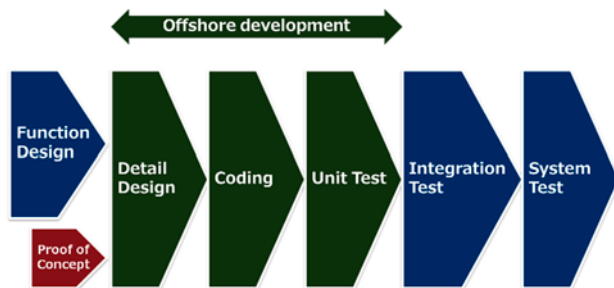 Offshore development
Function
Design
Proof of
Concept
Detail
Design
Coding
Unit Test
Integration
Test
System
Test